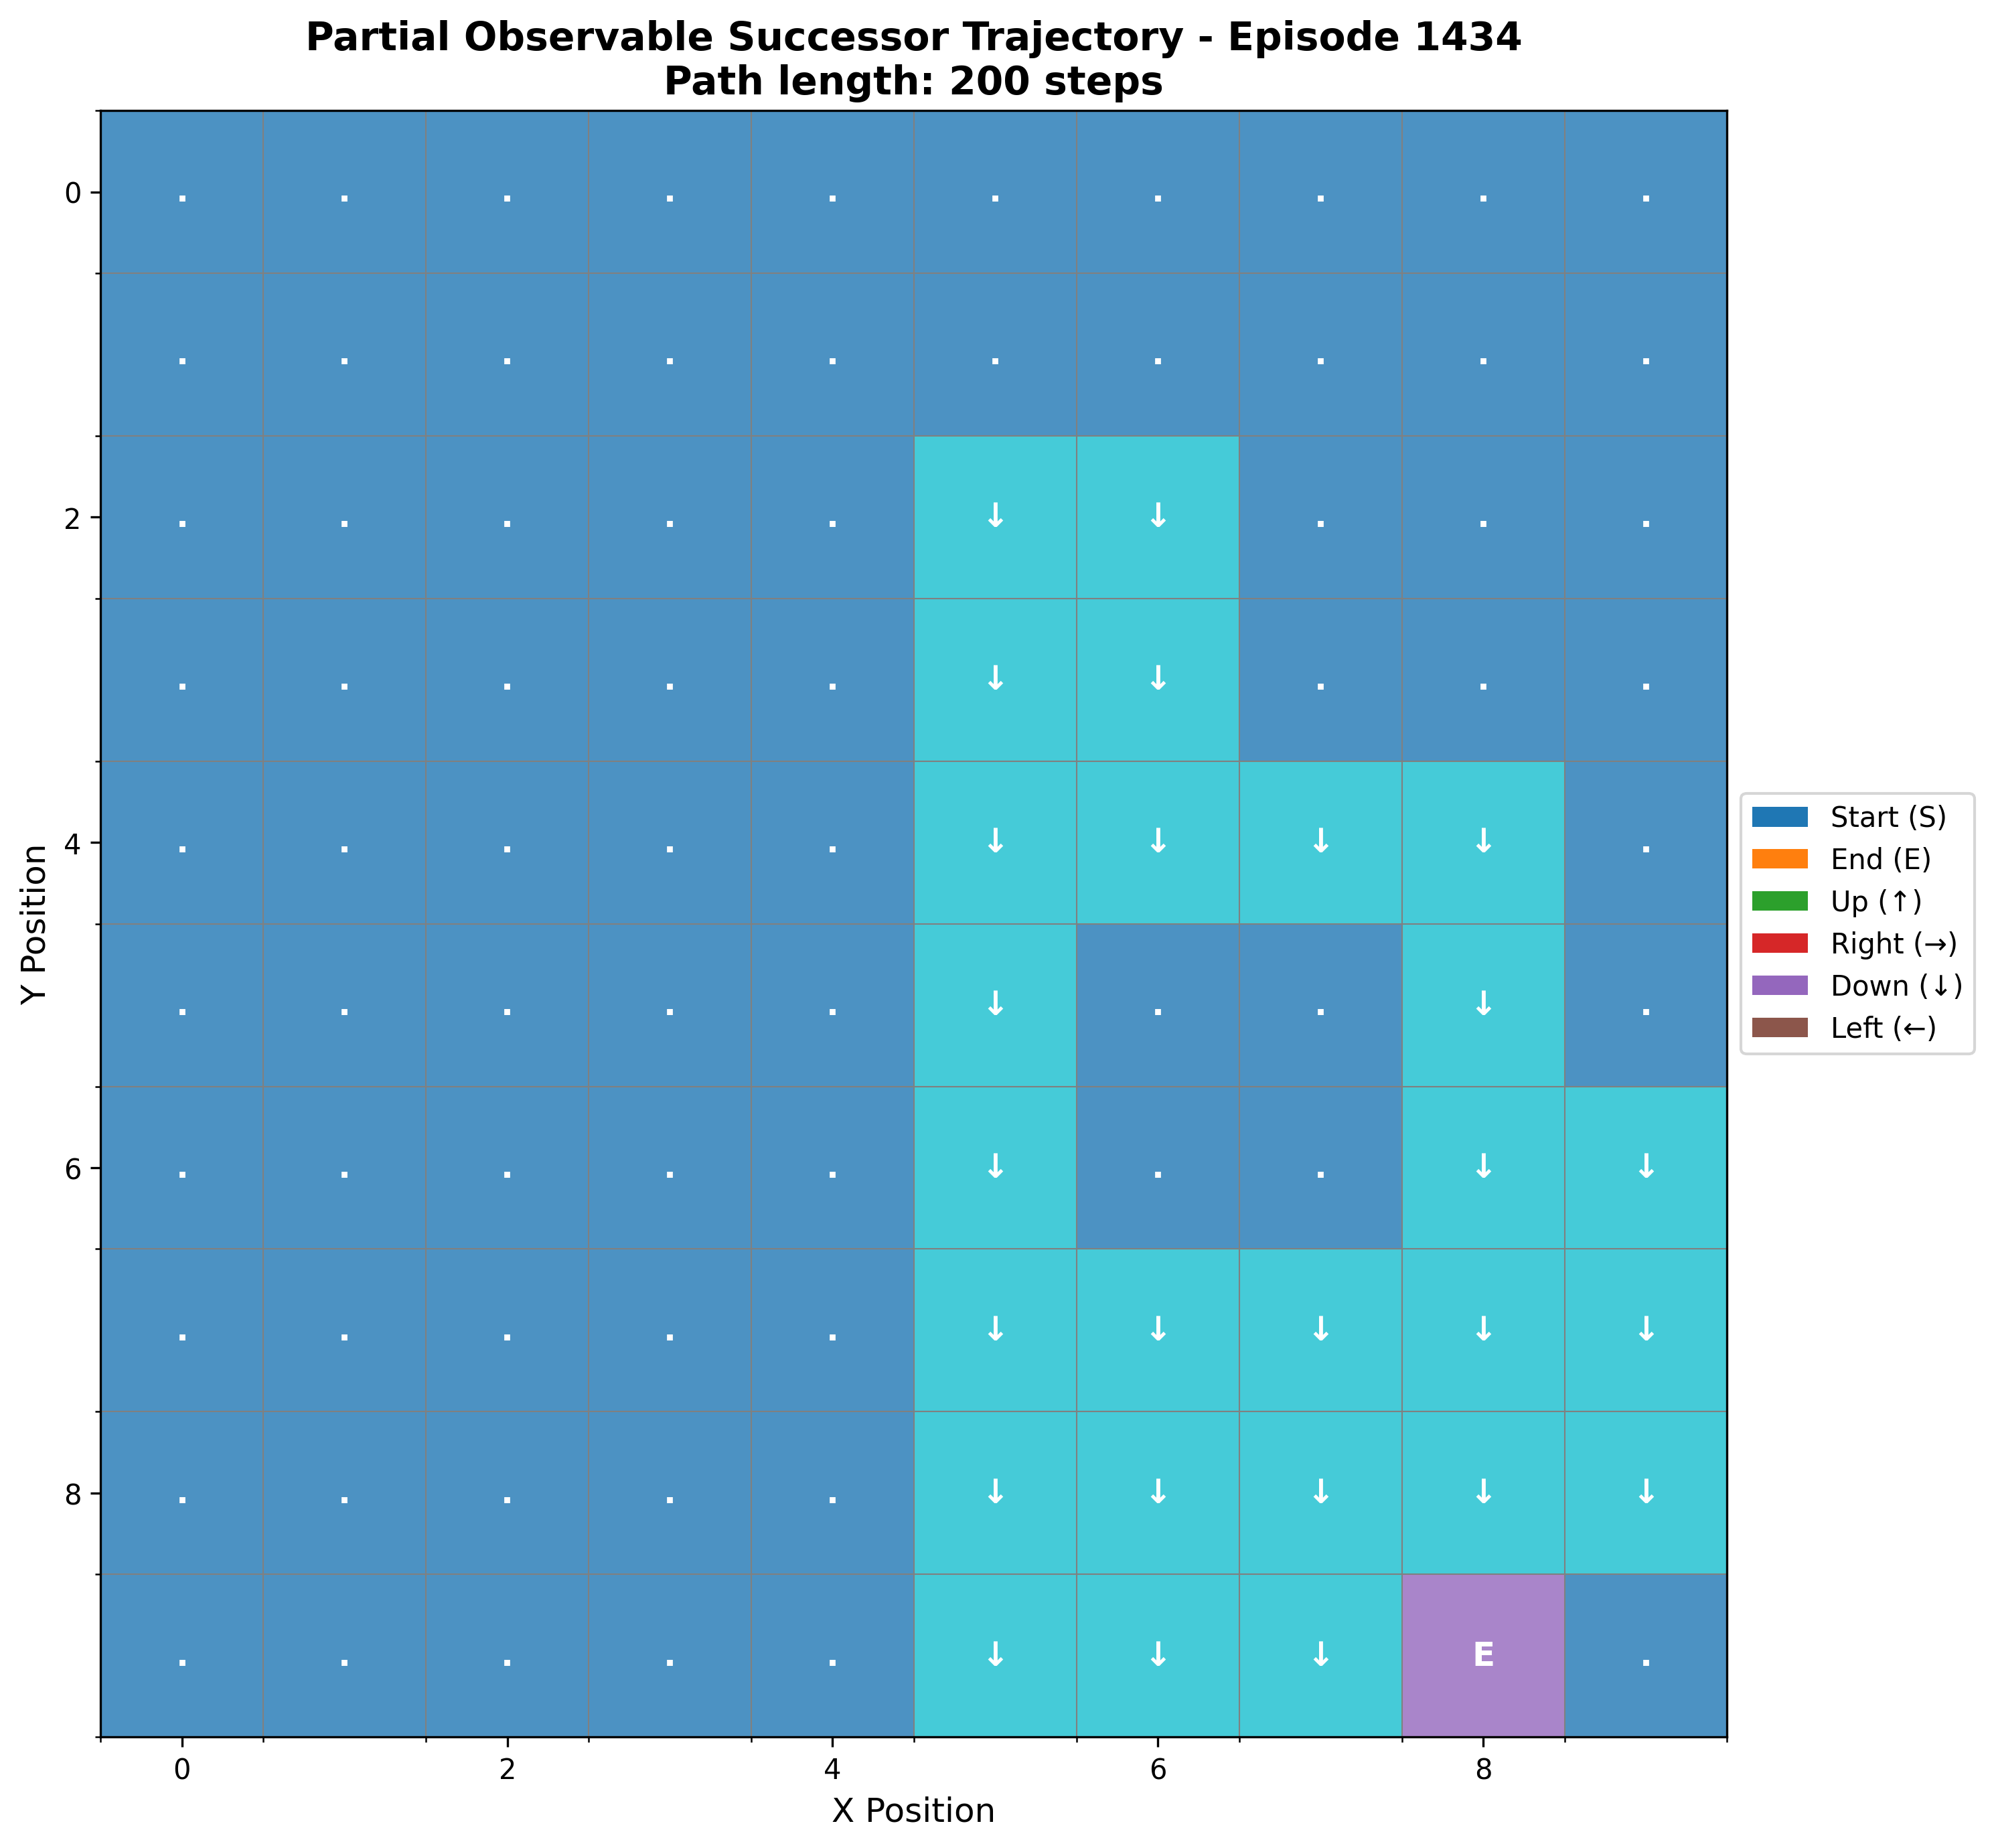 Partial Observable Successor Trajectory - Episode 1434
Path length: 200 steps
0 . . . . . . . . . .
. . . . . . . . . .
2 . . . . . ↓ ↓ . . .
. . . . . ↓ ↓ . . .
4 . . . . . ↓ ↓ ↓ ↓ .
. . . . . ↓ . . ↓ .
6 . . . . . ↓ . . ↓ ↓
. . . . . ↓ ↓ ↓ ↓ ↓
8 . . . . . ↓ ↓ ↓ ↓ ↓
. . . . . ↓ ↓ ↓ E .
0 2 4 6 8
X Position
Y Position
Start (S)
End (E)
Up (↑)
Right (→)
Down (↓)
Left (←)